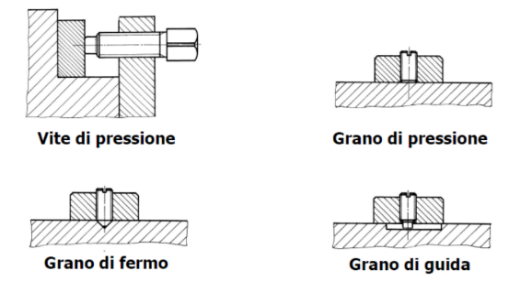 Vite di pressione
Grano di pressione
Grano di fermo
Grano di guida